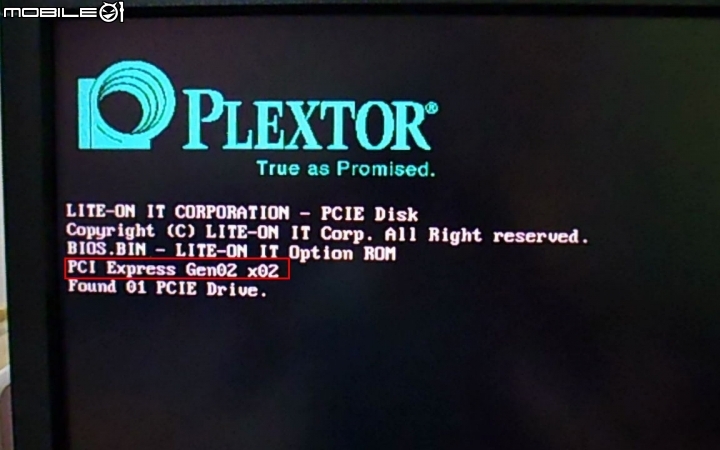 MOBILE01
PLEXTOR®
True as Promised.
LITE-ON IT CORPORATION - PCIE Disk
Copyright (C) LITE-ON IT Corp. All Right reserved.
BIOS.BIN - LITE-ON IT Option ROM
PCI Express Gen02 x02
Found 01 PCIE Drive.